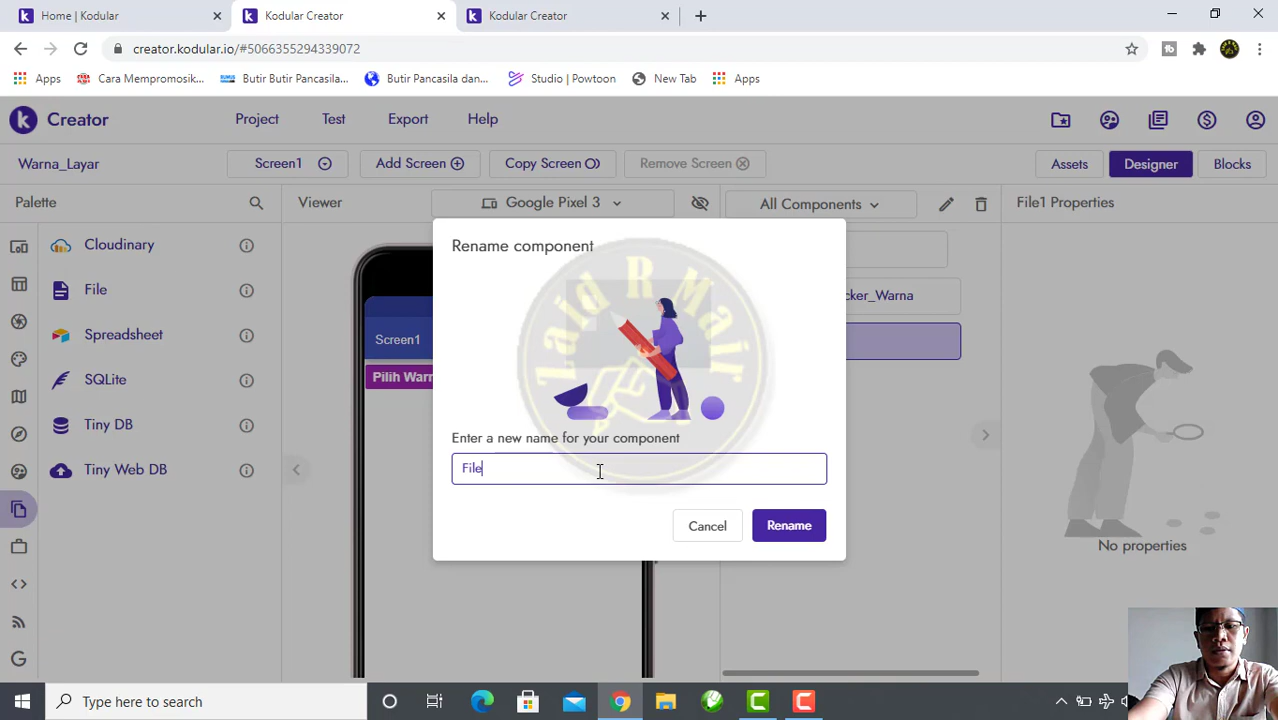 Home | Kodular
Kodular Creator
Kodular Creator
creator.kodular.io/#5066355294339072
Apps
Cara Mempromosik...
Butir Butir Pancasila...
Butir Pancasila dan...
Studio | Powtoon
New Tab
Apps
Creator
Project
Test
Export
Help
Warna_Layar
Screen1
Add Screen
Copy Screen
Remove Screen
Assets
Designer
Blocks
Palette
Viewer
Google Pixel 3
All Components
File1 Properties
Cloudinary
File
Spreadsheet
SQLite
Tiny DB
Tiny Web DB
Screen1
Pilih Warn
Rename component
Laid R Mair
Enter a new name for your component
File
Cancel
Rename
cker_Warna
No properties
Type here to search